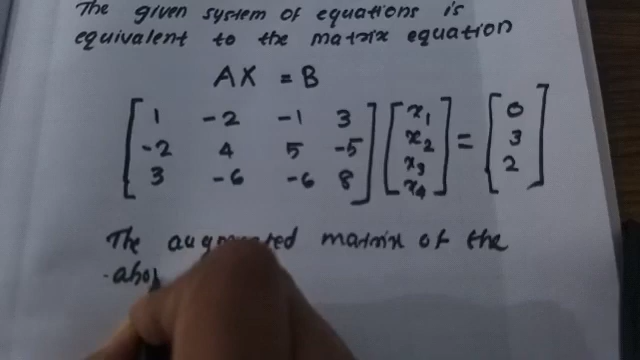 The given system of equations is
equivalent to the matrix equation
AX = B
[ 1 -2 -1 3 ] [ x1 ] = [ 0 ]
[ -2 4 5 -5 ] [ x2 ] [ 3 ]
[ 3 -6 -6 8 ] [ x3 ] [ 2 ]
[ x4 ]
The augmented matrix of the